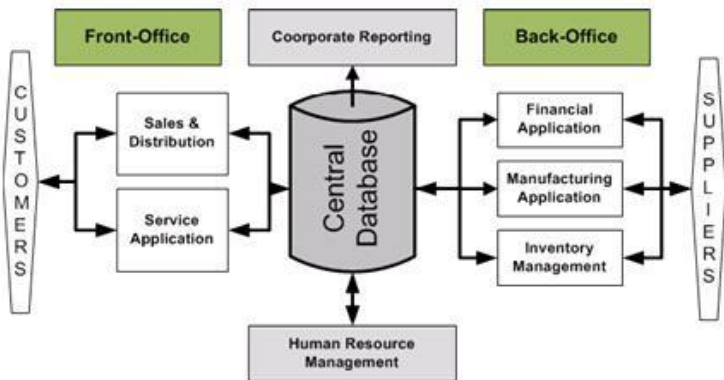 Front-Office
Coorporate Reporting
Back-Office
CUSTOMERS
Sales &
Distribution
Service
Application
Central
Database
Financial
Application
Manufacturing
Application
Inventory
Management
SUPPLIERS
Human Resource
Management